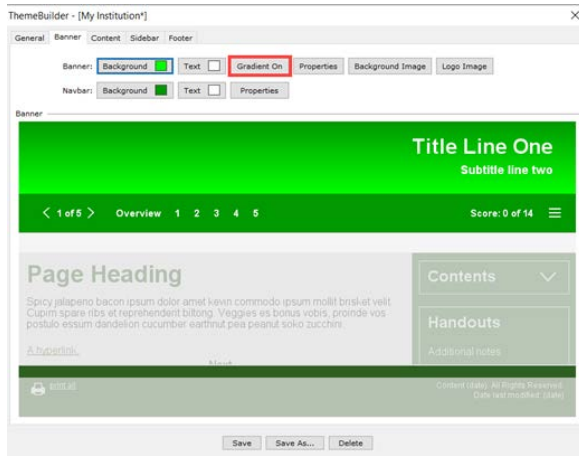 ThemeBuilder - [My Institution*]
General Banner Content Sidebar Footer
Banner: Background Text Gradient On Properties Background Image Logo Image
Navbar: Background Text Properties
Banner
Title Line One
Subtitle line two
< 1 of 5 > Overview 1 2 3 4 5 Score: 0 of 14
Page Heading
Spicy jalapeno bacon ipsum dolor amet kevin commodo ipsum mollit brisket velit.
Cupim spare ribs et reprehenderit biltong. Veggies es bonus vobis, proinde vos
postulo essum dandelion cucumber earthnut pea peanut soko zucchini.
A hyperlink.
Next
Contents
Handouts
Additional notes
print all
Content (date). All Rights Reserved.
Date last modified: (date)
Save Save As... Delete